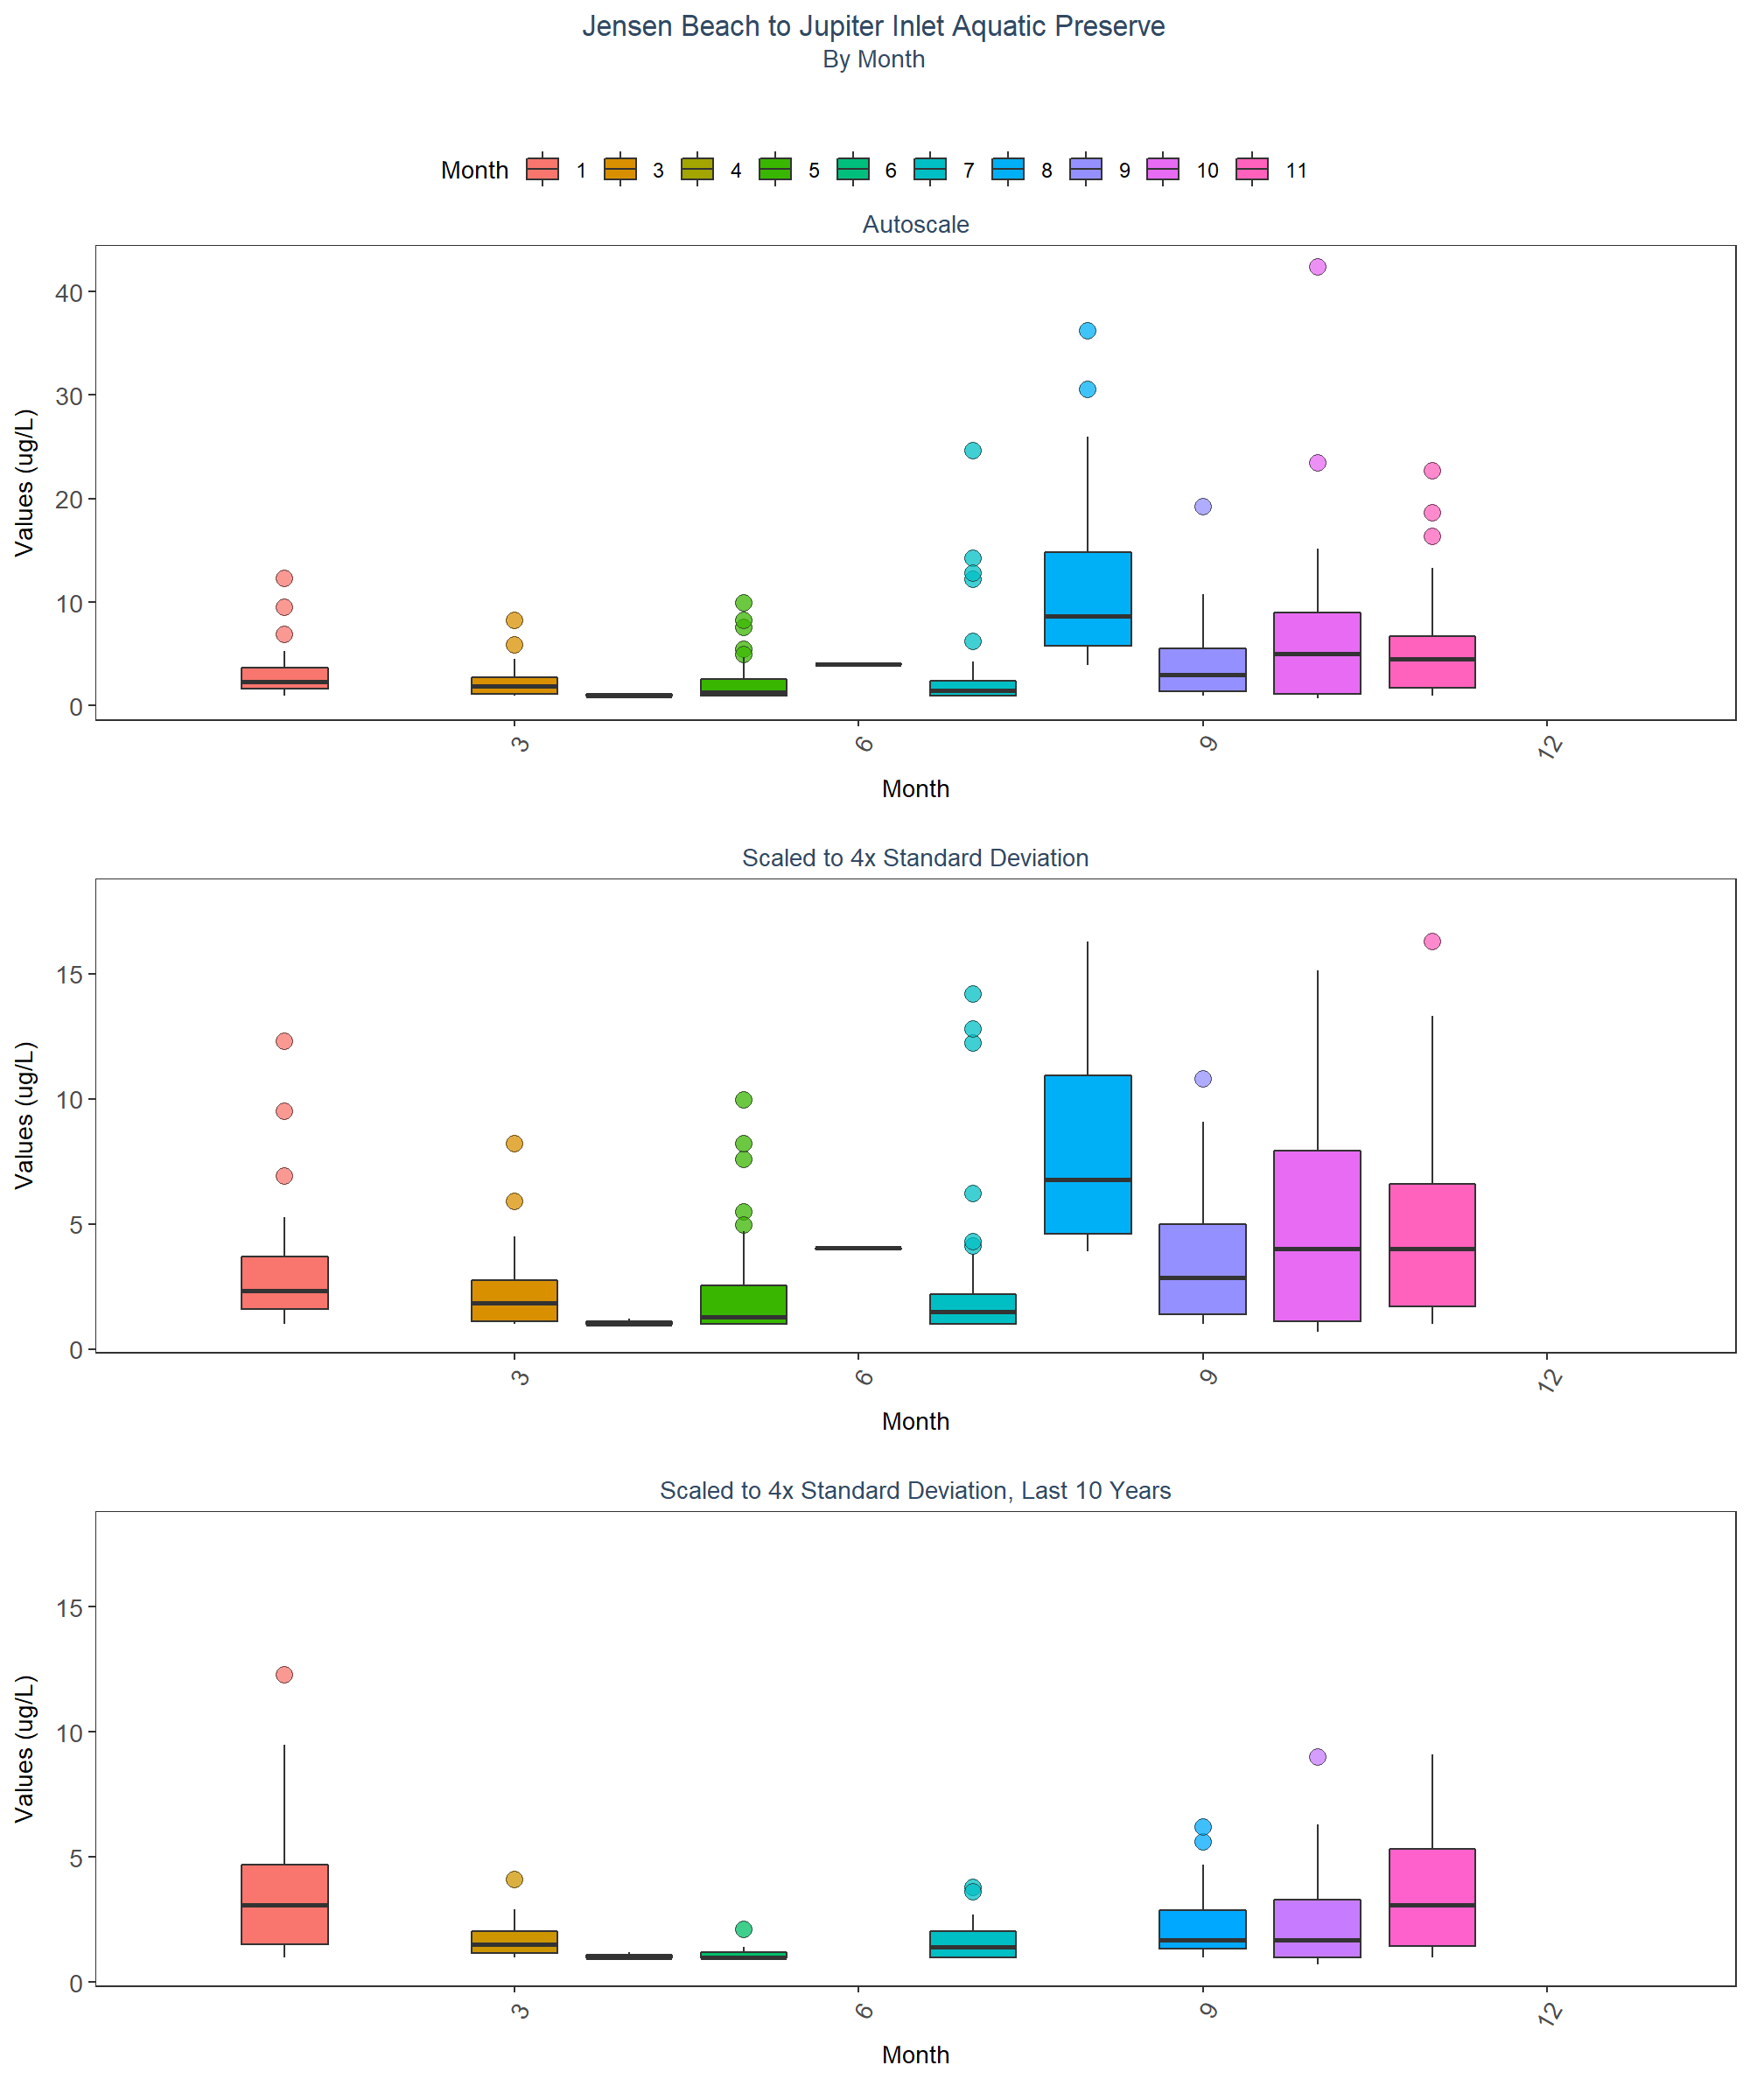 Jensen Beach to Jupiter Inlet Aquatic Preserve
By Month
Month 1 3 4 5 6 7 8 9 10 11
Autoscale
Values (ug/L)
40
30
20
10
0
3 6 9 12
Month
Scaled to 4x Standard Deviation
Values (ug/L)
15
10
5
0
3 6 9 12
Month
Scaled to 4x Standard Deviation, Last 10 Years
Values (ug/L)
15
10
5
0
3 6 9 12
Month